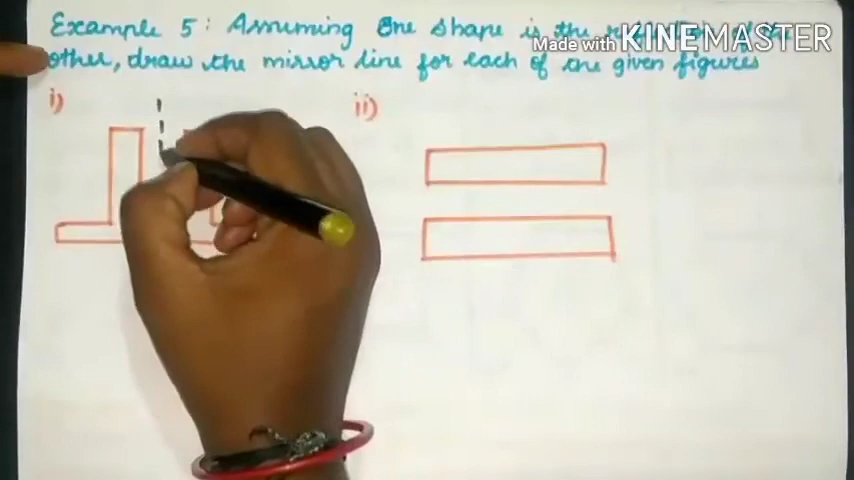 Example 5 : Assuming One shape is the
Made with KINEMASTER
other, draw the mirror line for each of the given figures
i)
ii)